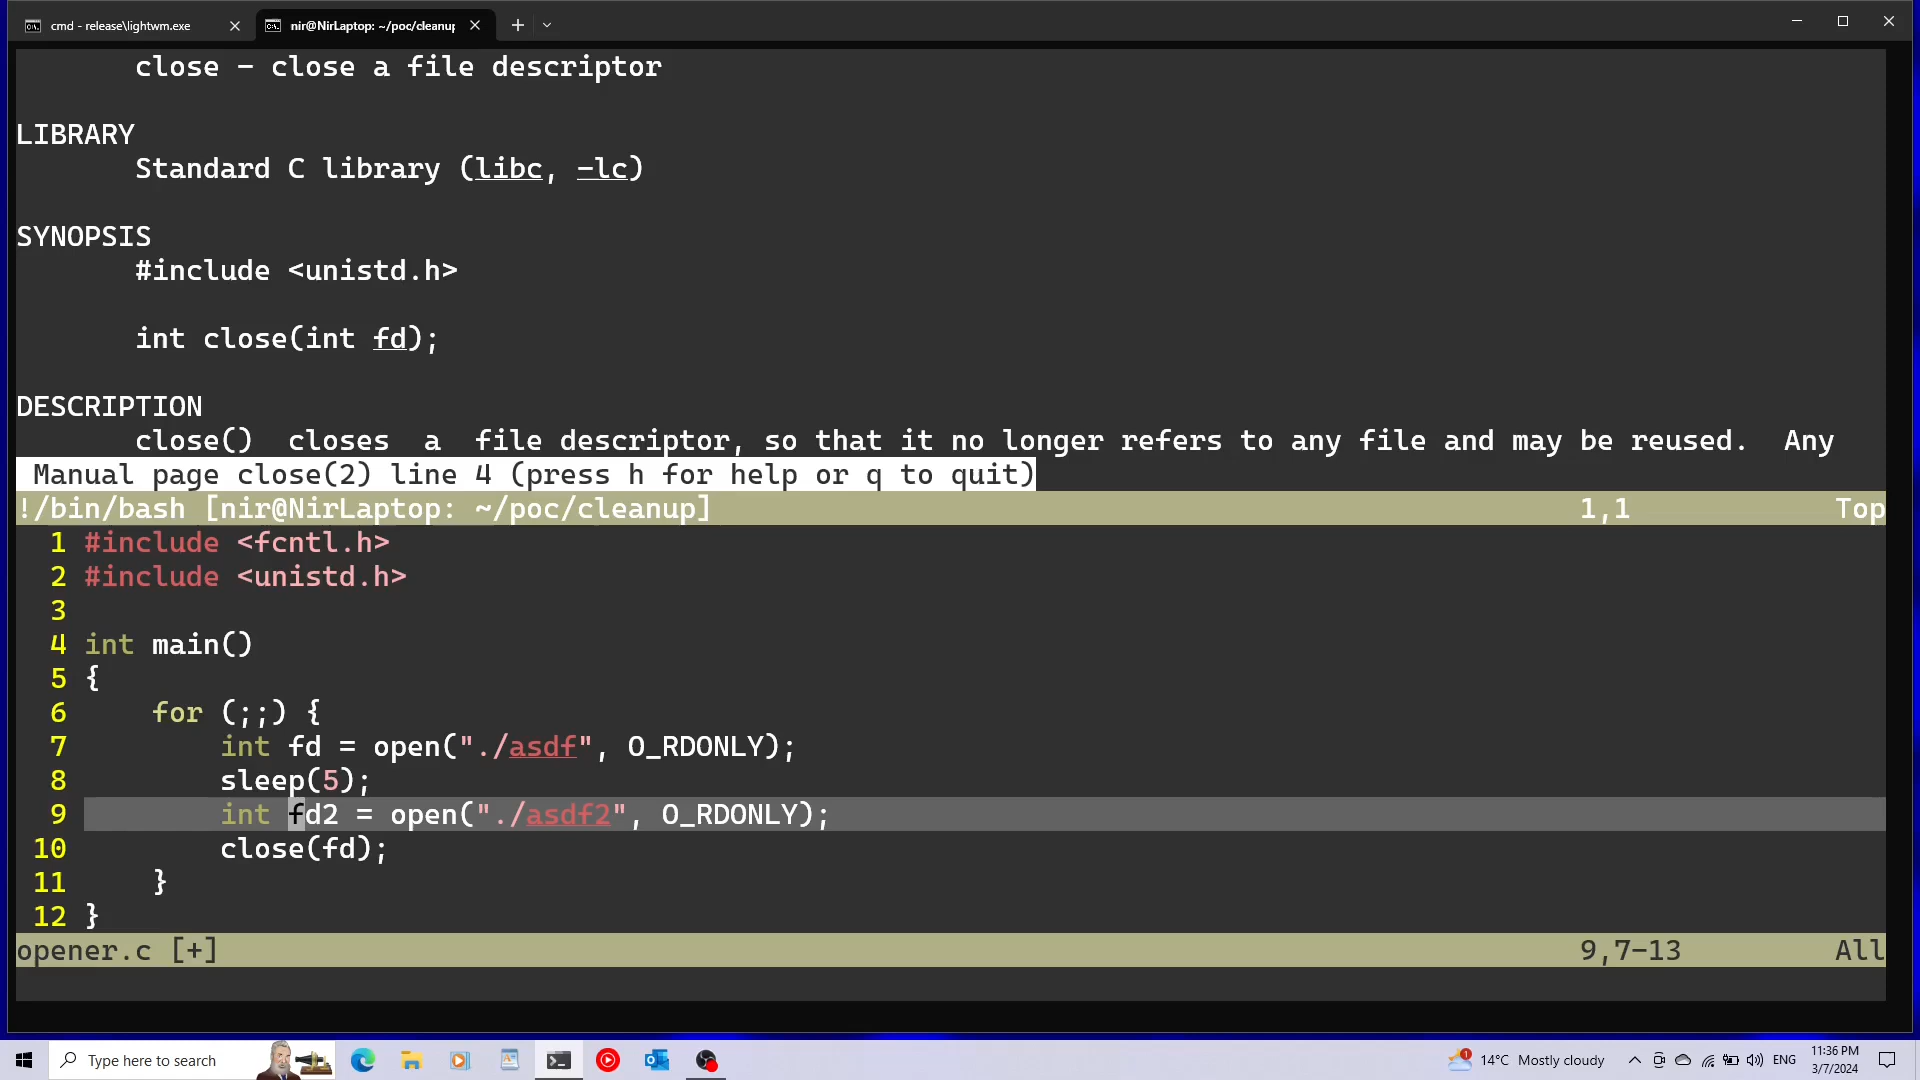 cmd - release\lightwm.exe
nir@NirLaptop: ~/poc/cleanup
close - close a file descriptor
LIBRARY
Standard C library (libc, -lc)
SYNOPSIS
#include <unistd.h>
int close(int fd);
DESCRIPTION
close() closes a file descriptor, so that it no longer refers to any file and may be reused. Any
Manual page close(2) line 4 (press h for help or q to quit)
!/bin/bash [nir@NirLaptop: ~/poc/cleanup] 1,1 Top
1 #include <fcntl.h>
2 #include <unistd.h>
3
4 int main()
5 {
6 for (;;) {
7 int fd = open("./asdf", O_RDONLY);
8 sleep(5);
9 int fd2 = open("./asdf2", O_RDONLY);
10 close(fd);
11 }
12 }
opener.c [+] 9,7-13 All
Type here to search
1
14°C Mostly cloudy
ENG
11:36 PM
3/7/2024